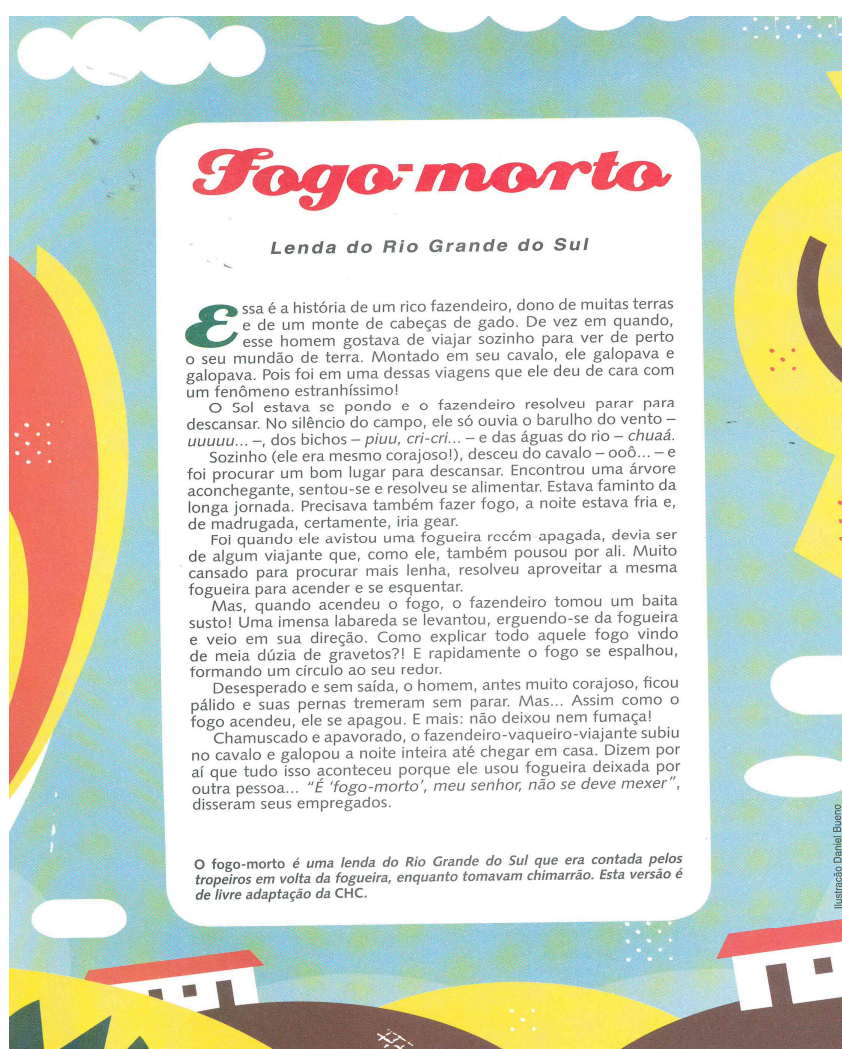 Fogo-morto
Lenda do Rio Grande do Sul
Essa é a história de um rico fazendeiro, dono de muitas terras
e de um monte de cabeças de gado. De vez em quando,
esse homem gostava de viajar sozinho para ver de perto
o seu mundão de terra. Montado em seu cavalo, ele galopava e
galopava. Pois foi em uma dessas viagens que ele deu de cara com
um fenômeno estranhíssimo!
O Sol estava se pondo e o fazendeiro resolveu parar para
descansar. No silêncio do campo, ele só ouvia o barulho do vento –
uuuuu... –, dos bichos – piuu, cri-cri... – e das águas do rio – chuaá.
Sozinho (ele era mesmo corajoso!), desceu do cavalo – ooô... – e
foi procurar um bom lugar para descansar. Encontrou uma árvore
aconchegante, sentou-se e resolveu se alimentar. Estava faminto da
longa jornada. Precisava também fazer fogo, a noite estava fria e,
de madrugada, certamente, iria gear.
Foi quando ele avistou uma fogueira recém-apagada, devia ser
de algum viajante que, como ele, também pousou por ali. Muito
cansado para procurar mais lenha, resolveu aproveitar a mesma
fogueira para acender e se esquentar.
Mas, quando acendeu o fogo, o fazendeiro tomou um baita
susto! Uma imensa labareda se levantou, erguendo-se da fogueira
e veio em sua direção. Como explicar todo aquele fogo vindo
de meia dúzia de gravetos?! E rapidamente o fogo se espalhou,
formando um círculo ao seu redor.
Desesperado e sem saída, o homem, antes muito corajoso, ficou
pálido e suas pernas tremeram sem parar. Mas... Assim como o
fogo acendeu, ele se apagou. E mais: não deixou nem fumaça!
Chamuscado e apavorado, o fazendeiro-vaqueiro-viajante subiu
no cavalo e galopou a noite inteira até chegar em casa. Dizem por
aí que tudo isso aconteceu porque ele usou fogueira deixada por
outra pessoa... “É ‘fogo-morto’, meu senhor, não se deve mexer”,
disseram seus empregados.
O fogo-morto é uma lenda do Rio Grande do Sul que era contada pelos
tropeiros em volta da fogueira, enquanto tomavam chimarrão. Esta versão é
de livre adaptação da CHC.
Ilustração Daniel Bueno